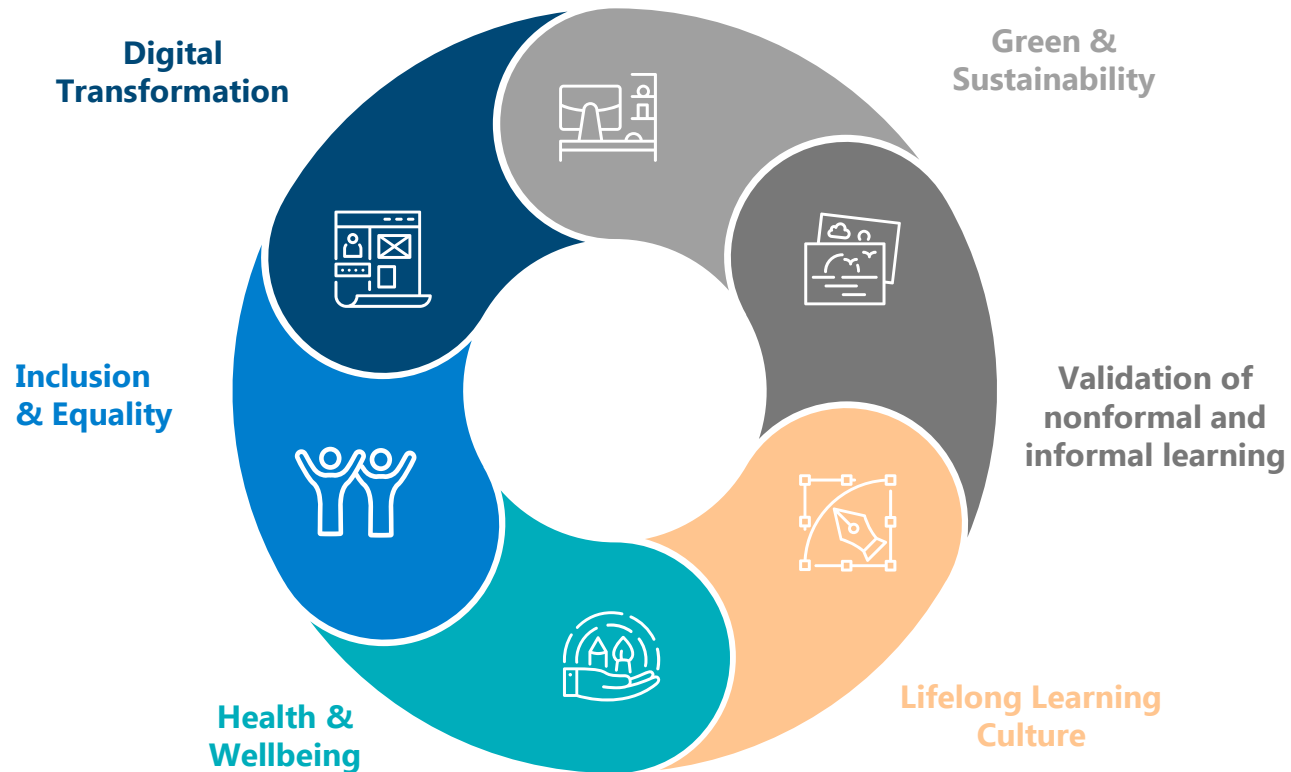 Digital
Transformation
Green &
Sustainability
Inclusion
& Equality
Validation of
nonformal and
informal learning
Health &
Wellbeing
Lifelong Learning
Culture